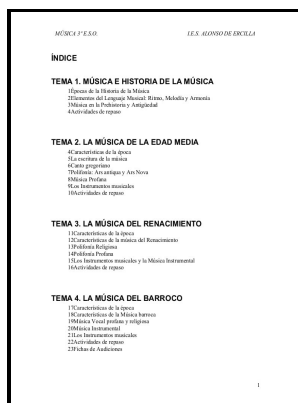 MÚSICA 3º E.S.O. I.E.S. ALONSO DE ERCILLA
ÍNDICE
TEMA 1. MÚSICA E HISTORIA DE LA MÚSICA
1Épocas de la Historia de la Música
2Elementos del Lenguaje Musical: Ritmo, Melodía y Armonía
3Música en la Prehistoria y Antigüedad
4Actividades de repaso
TEMA 2. LA MÚSICA DE LA EDAD MEDIA
4Características de la época
5La escritura de la música
6Canto gregoriano
7Polifonía: Ars antiqua y Ars Nova
8Música Profana
9Los Instrumentos musicales
10Actividades de repaso
TEMA 3. LA MÚSICA DEL RENACIMIENTO
11Características de la época
12Características de la música del Renacimiento
13Polifonía Religiosa
14Polifonía Profana
15Los Instrumentos musicales y la Música Instrumental
16Actividades de repaso
TEMA 4. LA MÚSICA DEL BARROCO
17Características de la época
18Características de la Música barroca
19Música Vocal profana y religiosa
20Música Instrumental
21Los Instrumentos musicales
22Actividades de repaso
23Fichas de Audiciones
1